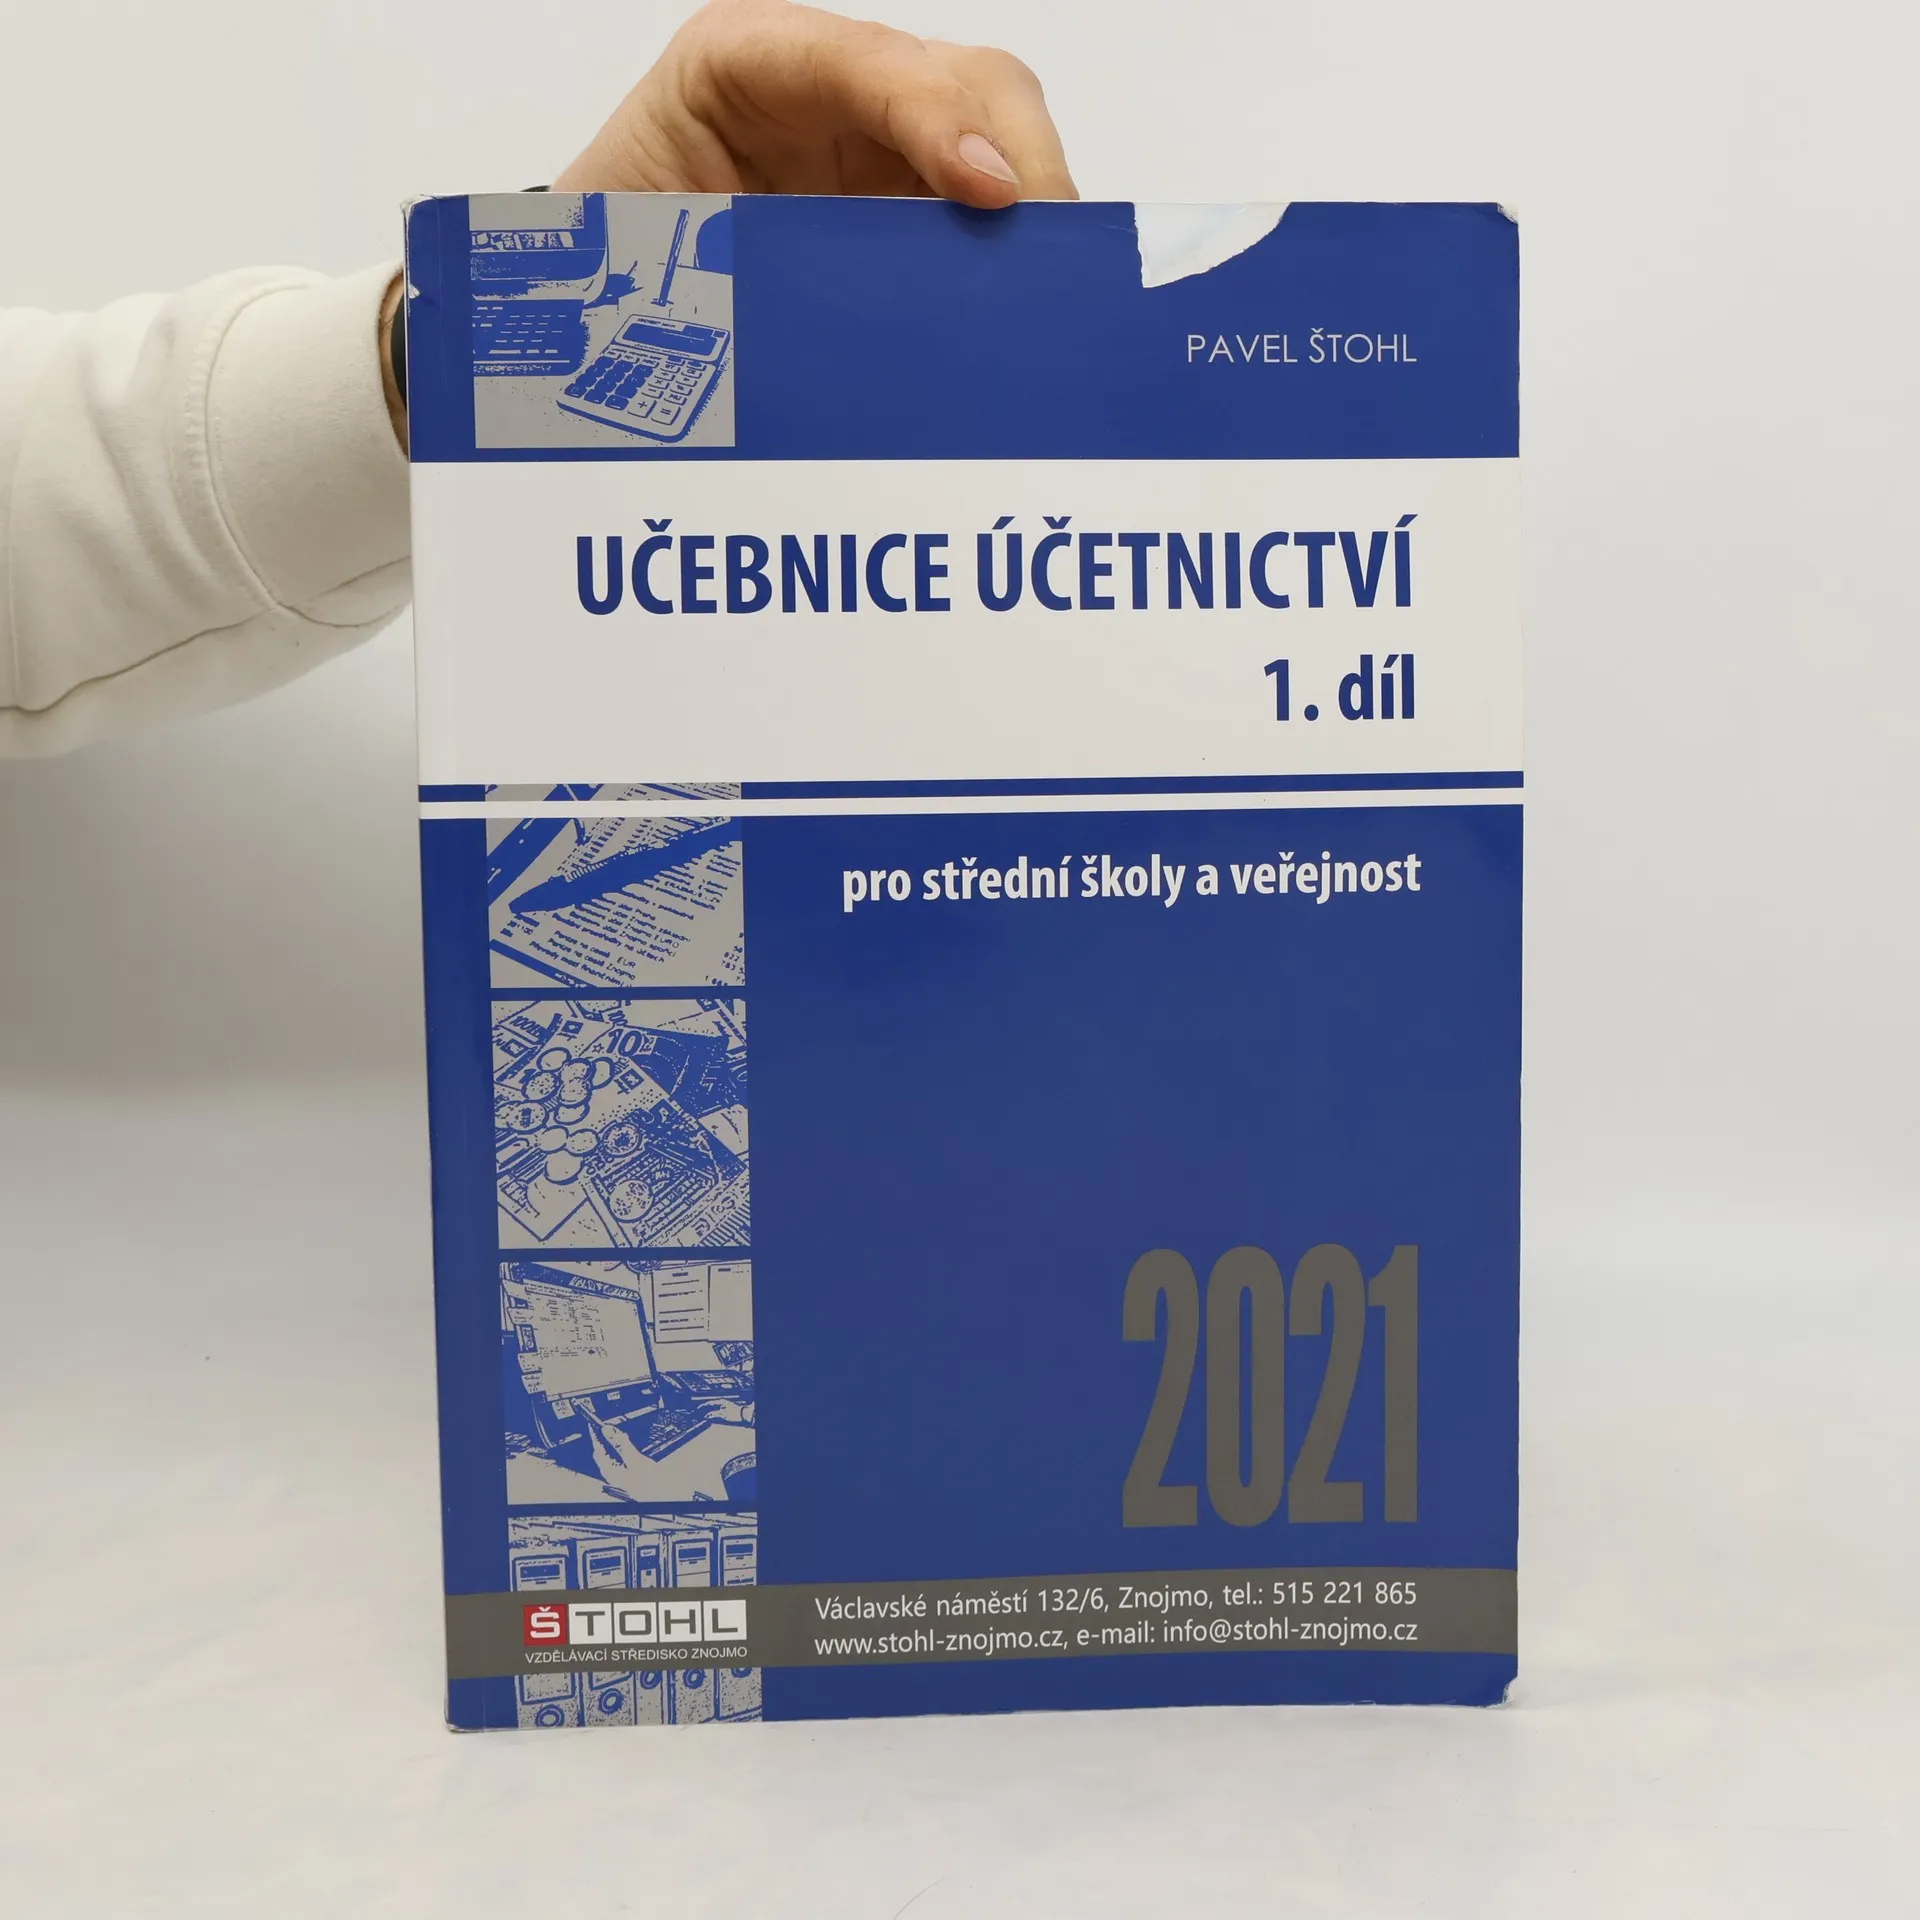 PAVEL ŠTOHL
UČEBNICE ÚČETNICTVÍ
1. díl
pro střední školy a veřejnost
2021
ŠTOHL
VZDĚLÁVACÍ STŘEDISKO ZNOJMO
Václavské náměstí 132/6, Znojmo, tel.: 515 221 865
www.stohl-znojmo.cz, e-mail: info@stohl-znojmo.cz